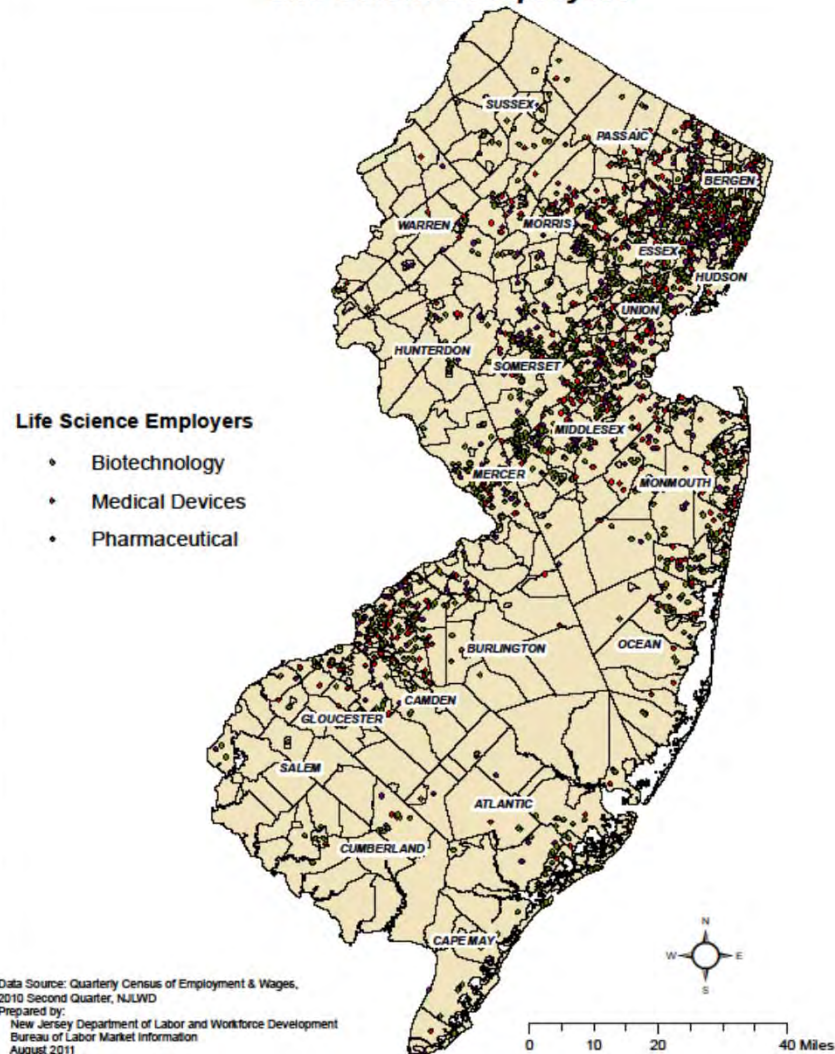 SUSSEX
PASSAIC
BERGEN
WARREN
MORRIS
ESSEX
HUDSON
UNION
HUNTERDON
SOMERSET
Life Science Employers
Biotechnology
Medical Devices
Pharmaceutical
MIDDLESEX
MERCER
MONMOUTH
BURLINGTON
OCEAN
CAMDEN
GLOUCESTER
SALEM
ATLANTIC
CUMBERLAND
CAPE MAY
N
W E
S
Data Source: Quarterly Census of Employment & Wages,
2010 Second Quarter, NJLWD
Prepared by:
New Jersey Department of Labor and Workforce Development
Bureau of Labor Market Information
August 2011
0 10 20 40 Miles